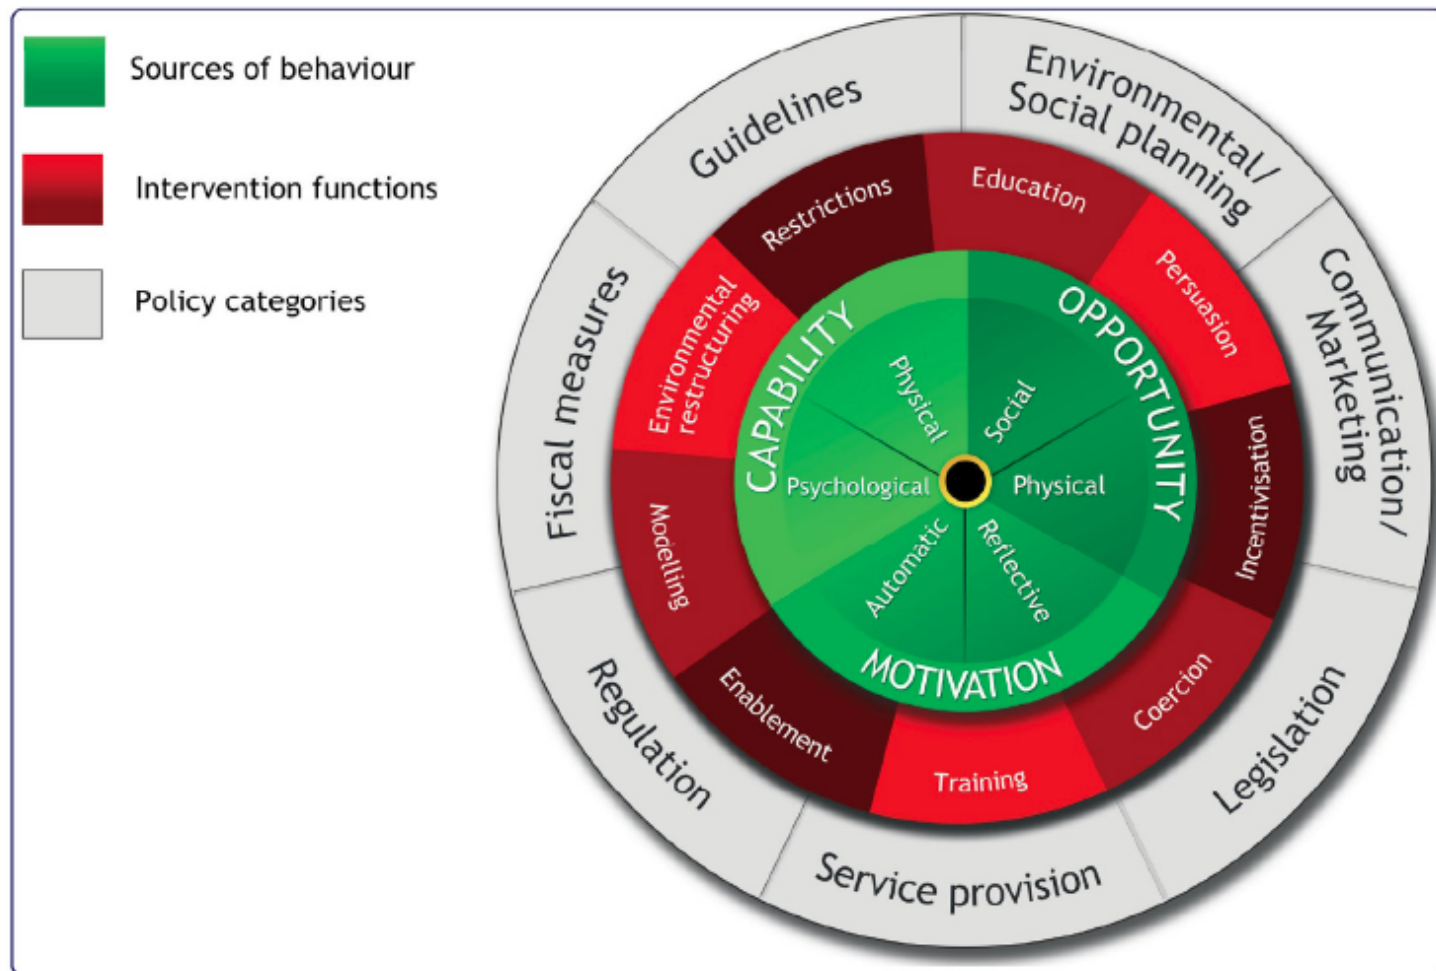 Sources of behaviour
Intervention functions
Policy categories
Guidelines
Environmental/
Social planning
Communication/
Marketing
Legislation
Service provision
Regulation
Fiscal measures
Restrictions
Education
Persuasion
Incentivisation
Coercion
Training
Enablement
Modelling
Environmental
restructuring
CAPABILITY
OPPORTUNITY
MOTIVATION
Physical
Social
Physical
Reflective
Automatic
Psychological